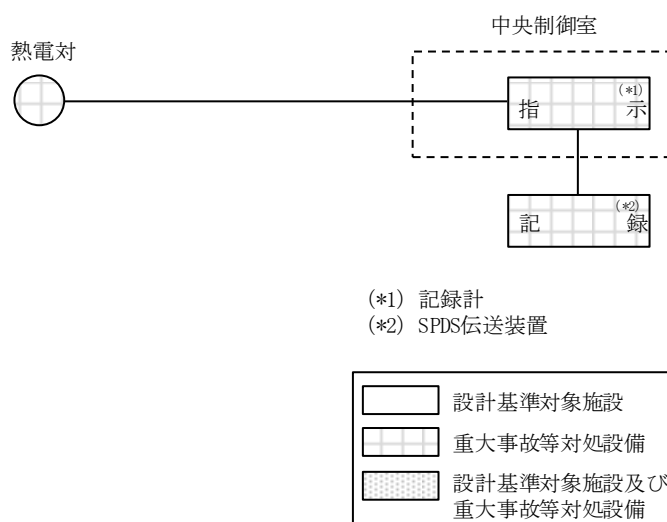 中央制御室
熱電対
(*1)
指 示
(*2)
記 録
(*1) 記録計
(*2) SPDS伝送装置
設計基準対象施設
重大事故等対処設備
設計基準対象施設及び
重大事故等対処設備